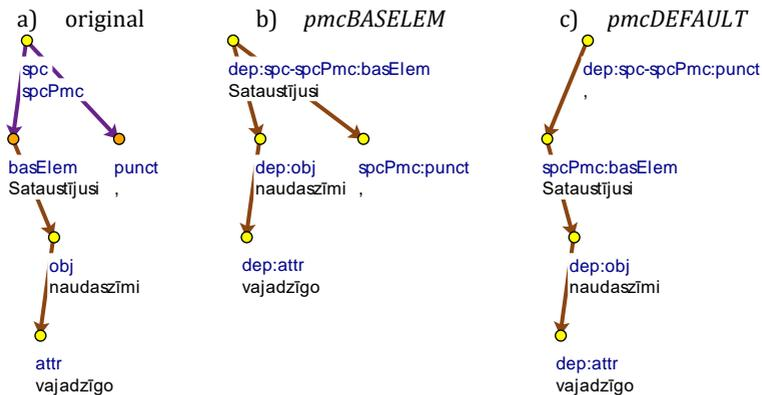 a) original
spc
spcPmc
basElem
Sataustījusi
punct
,
obj
naudaszīmi
attr
vajadzīgo
b) pmcBASELEM
dep:spc-spcPmc:basElem
Sataustījusi
dep:obj
naudaszīmi
spcPmc:punct
,
dep:attr
vajadzīgo
c) pmcDEFAULT
dep:spc-spcPmc:punct
,
spcPmc:basElem
Sataustījusi
dep:obj
naudaszīmi
dep:attr
vajadzīgo